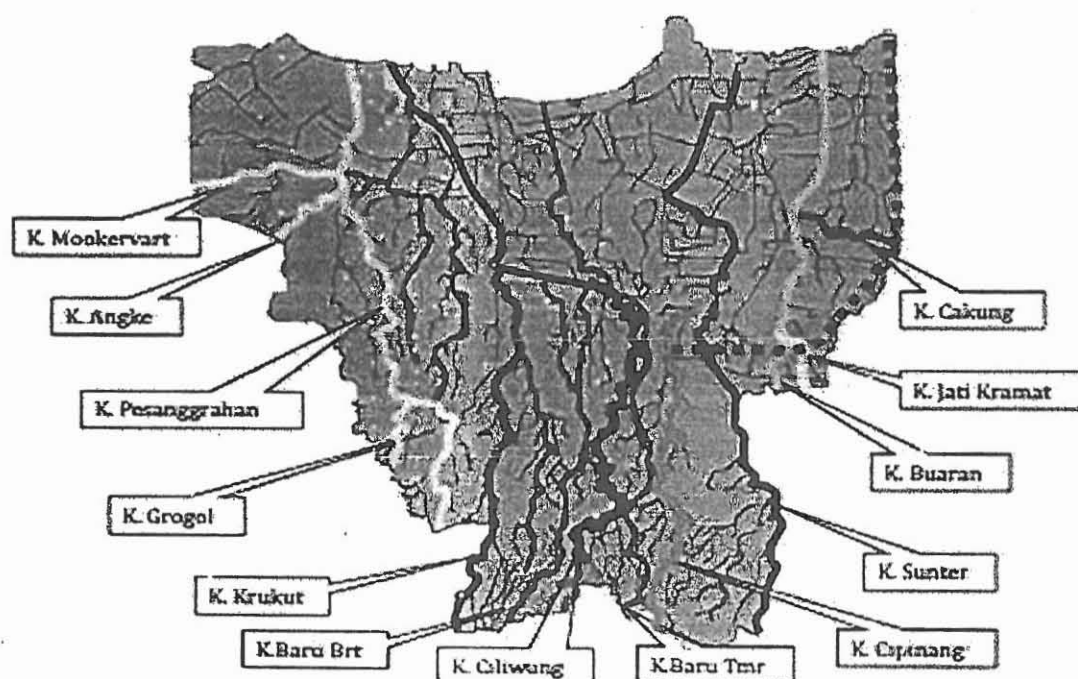 K. Mookervart
K. Angke
K. Pesanggrahan
K. Grogol
K. Krukut
K.Baru Brt
K. Ciliwung
K.Baru Tmr
K. Cipinang
K. Sunter
K. Buaran
K. Jati Kramat
K. Cakung